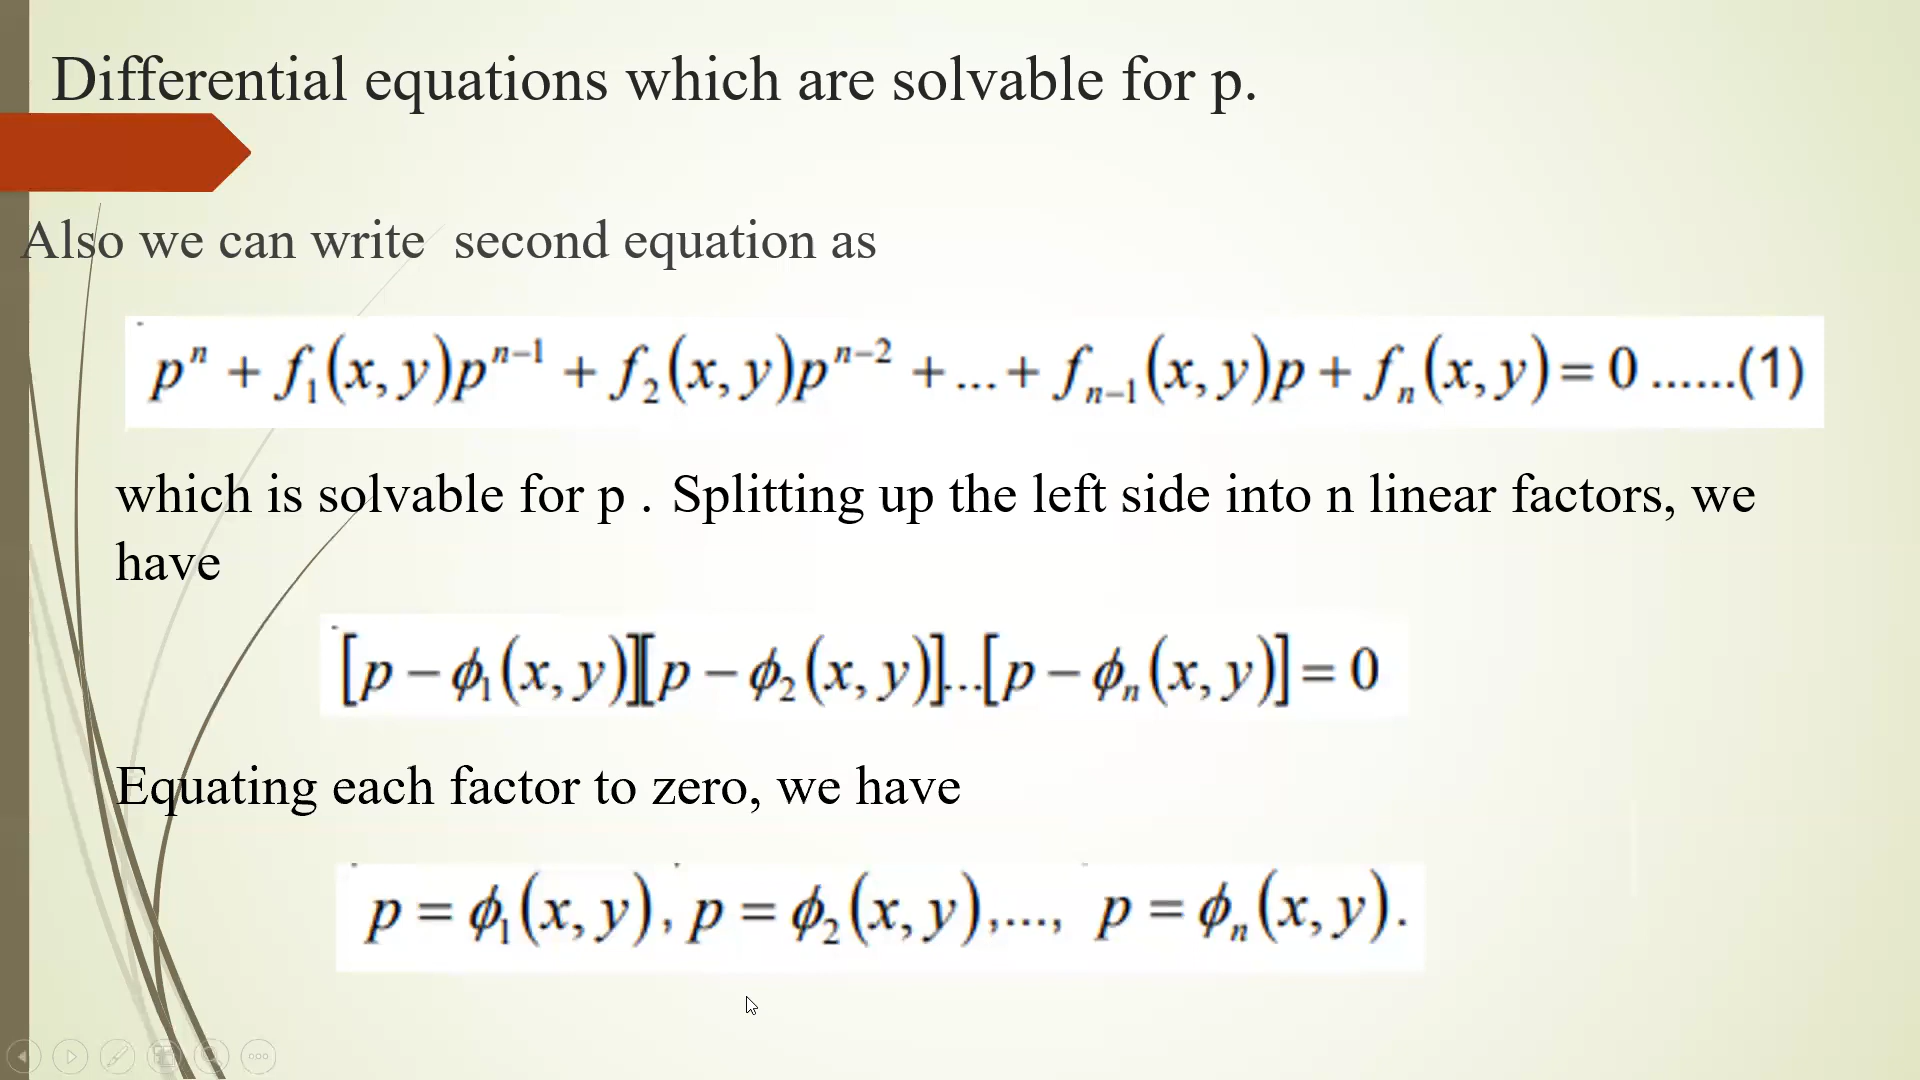 Differential equations which are solvable for p.
Also we can write second equation as
pⁿ + f₁(x, y)pⁿ⁻¹ + f₂(x, y)pⁿ⁻² + ... + fₙ₋₁(x, y)p + fₙ(x, y) = 0 ......(1)
which is solvable for p . Splitting up the left side into n linear factors, we
have
[p − ϕ₁(x, y)][p − ϕ₂(x, y)]...[p − ϕₙ(x, y)] = 0
Equating each factor to zero, we have
p = ϕ₁(x, y), p = ϕ₂(x, y),..., p = ϕₙ(x, y).